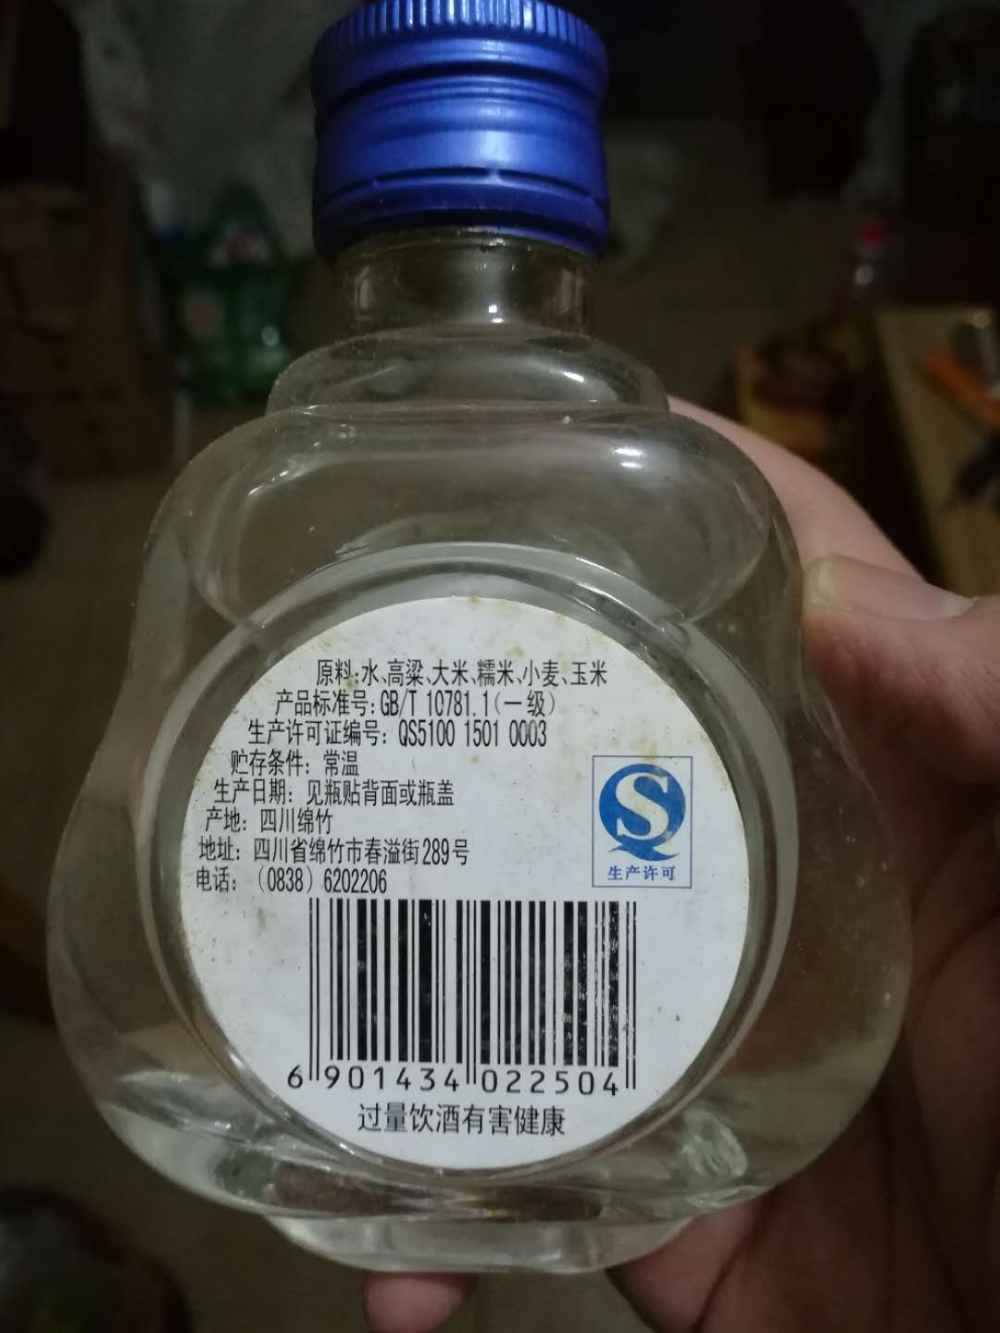 原料:水、高粱、大米、糯米、小麦、玉米
产品标准号:GB/T 10781.1(一级)
生产许可证编号: QS5100 1501 0003
贮存条件: 常温
生产日期: 见瓶贴背面或瓶盖
产地: 四川绵竹
地址: 四川省绵竹市春溢街289号
电话: (0838) 6202206
QS
生产许可
6 901434 022504
过量饮酒有害健康